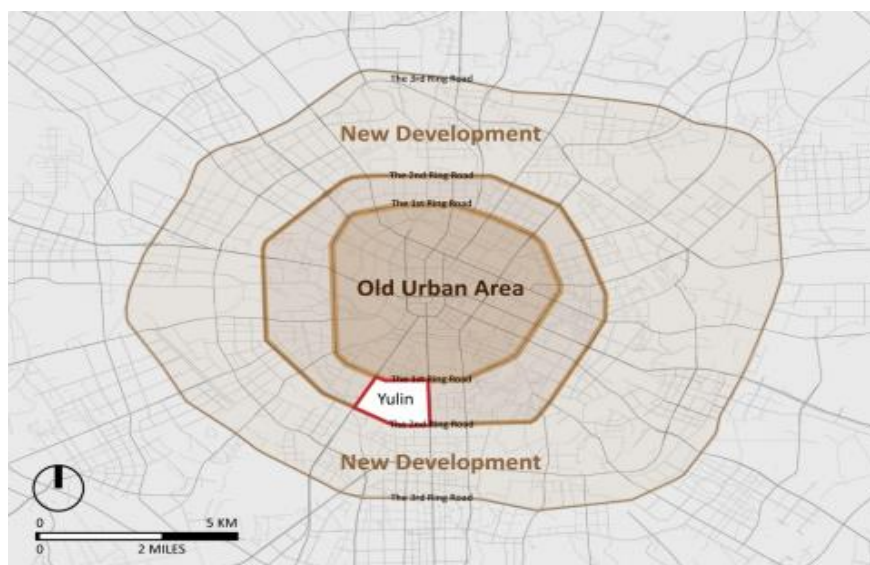 The 3rd Ring Road
New Development
The 2nd Ring Road
The 1st Ring Road
Old Urban Area
The 1st Ring Road
Yulin
The 2nd Ring Road
New Development
The 3rd Ring Road
0 5 KM
0 2 MILES